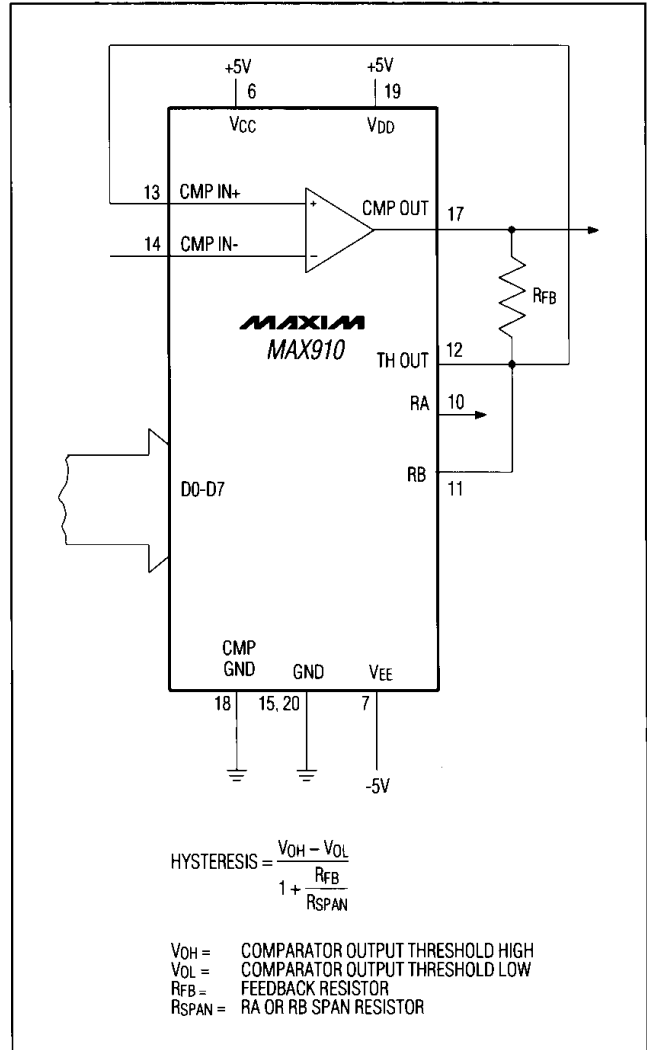 +5V +5V
6 19
VCC VDD
13 CMP IN+ CMP OUT 17
+
14 CMP IN- −
RFB
MAXIM
MAX910
TH OUT 12
RA 10
D0-D7 RB 11
CMP
GND GND VEE
18 15, 20 7
-5V
HYSTERESIS = VOH – VOL
1 + RFB
RSPAN
VOH = COMPARATOR OUTPUT THRESHOLD HIGH
VOL = COMPARATOR OUTPUT THRESHOLD LOW
RFB = FEEDBACK RESISTOR
RSPAN = RA OR RB SPAN RESISTOR